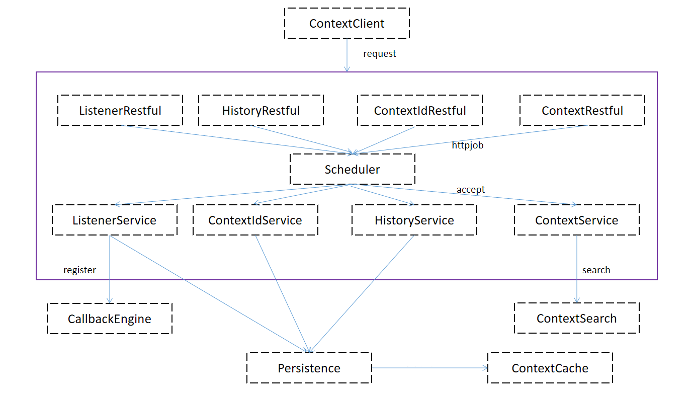 ContextClient
request
ListenerRestful
HistoryRestful
ContextIdRestful
ContextRestful
httpjob
Scheduler
accept
ListenerService
ContextIdService
HistoryService
ContextService
register
search
CallbackEngine
ContextSearch
Persistence
ContextCache